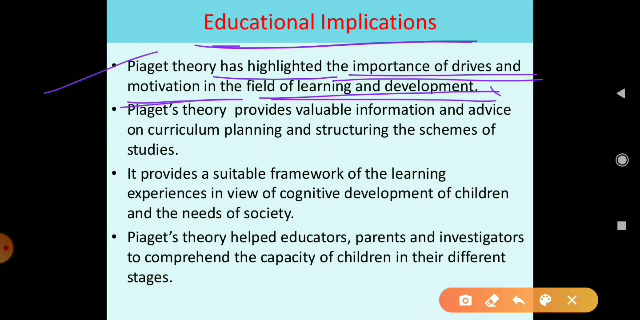 Educational Implications
• Piaget theory has highlighted the importance of drives and
motivation in the field of learning and development.
• Piaget's theory provides valuable information and advice
on curriculum planning and structuring the schemes of
studies.
• It provides a suitable framework of the learning
experiences in view of cognitive development of children
and the needs of society.
• Piaget's theory helped educators, parents and investigators
to comprehend the capacity of children in their different
stages.